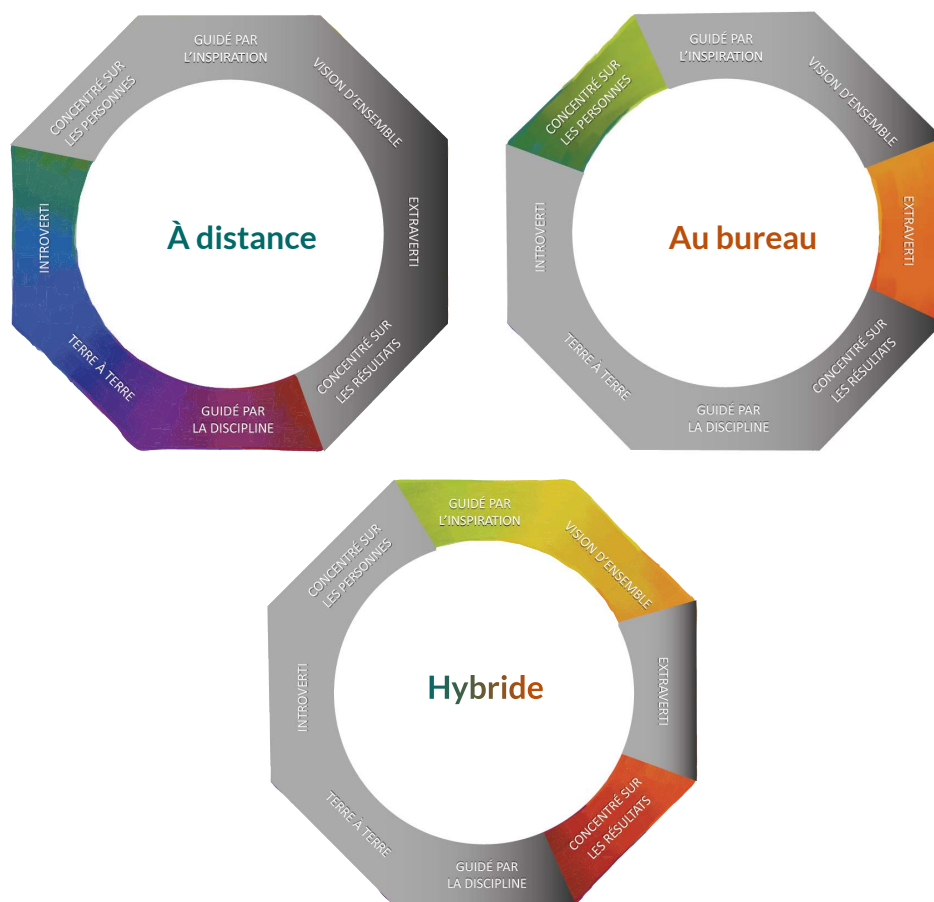 GUIDÉ PAR
L'INSPIRATION
VISION D'ENSEMBLE
EXTRAVERTI
CONCENTRÉ SUR
LES RÉSULTATS
GUIDÉ PAR
LA DISCIPLINE
TERRE À TERRE
INTROVERTI
CONCENTRÉ SUR
LES PERSONNES
À distance
GUIDÉ PAR
L'INSPIRATION
VISION D'ENSEMBLE
EXTRAVERTI
CONCENTRÉ SUR
LES RÉSULTATS
GUIDÉ PAR
LA DISCIPLINE
TERRE À TERRE
INTROVERTI
CONCENTRÉ SUR
LES PERSONNES
Au bureau
GUIDÉ PAR
L'INSPIRATION
VISION D'ENSEMBLE
EXTRAVERTI
CONCENTRÉ SUR
LES RÉSULTATS
GUIDÉ PAR
LA DISCIPLINE
TERRE À TERRE
INTROVERTI
CONCENTRÉ SUR
LES PERSONNES
Hybride